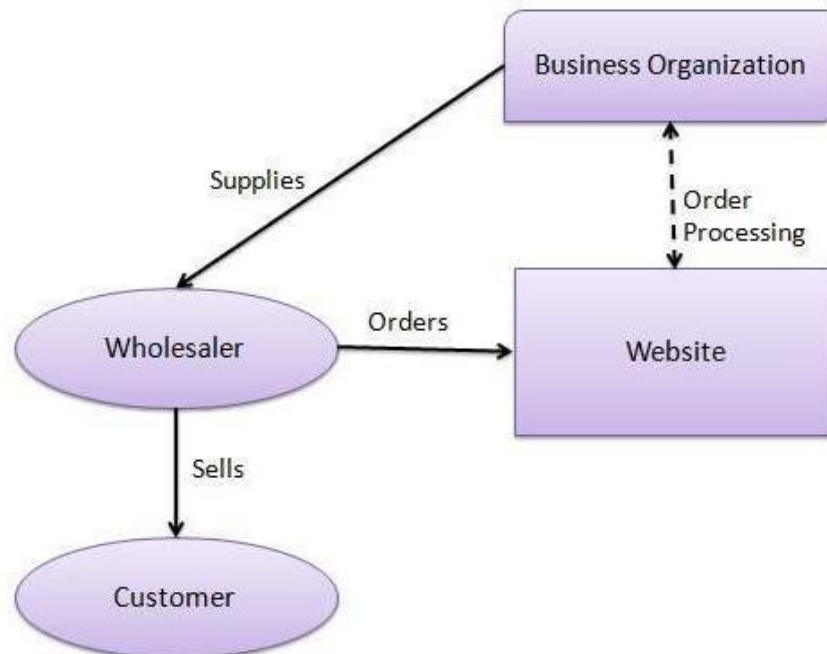 Business Organization
Supplies
Order
Processing
Orders
Wholesaler
Website
Sells
Customer